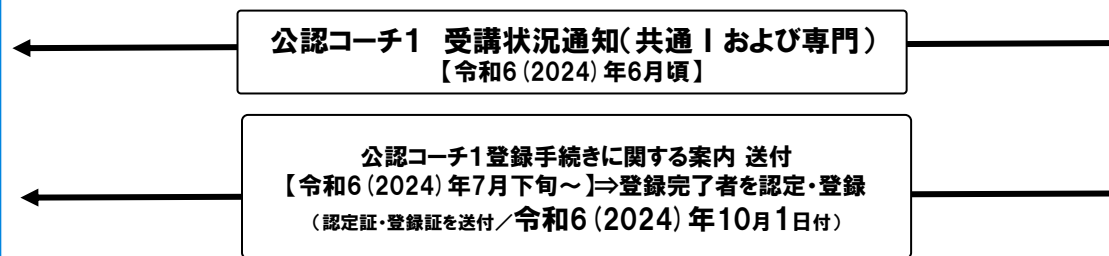 公認コーチ1 受講状況通知(共通Ⅰおよび専門)
【令和6(2024)年6月頃】
公認コーチ1登録手続きに関する案内 送付
【令和6(2024)年7月下旬～】⇒登録完了者を認定・登録
(認定証・登録証を送付／令和6(2024)年10月1日付)